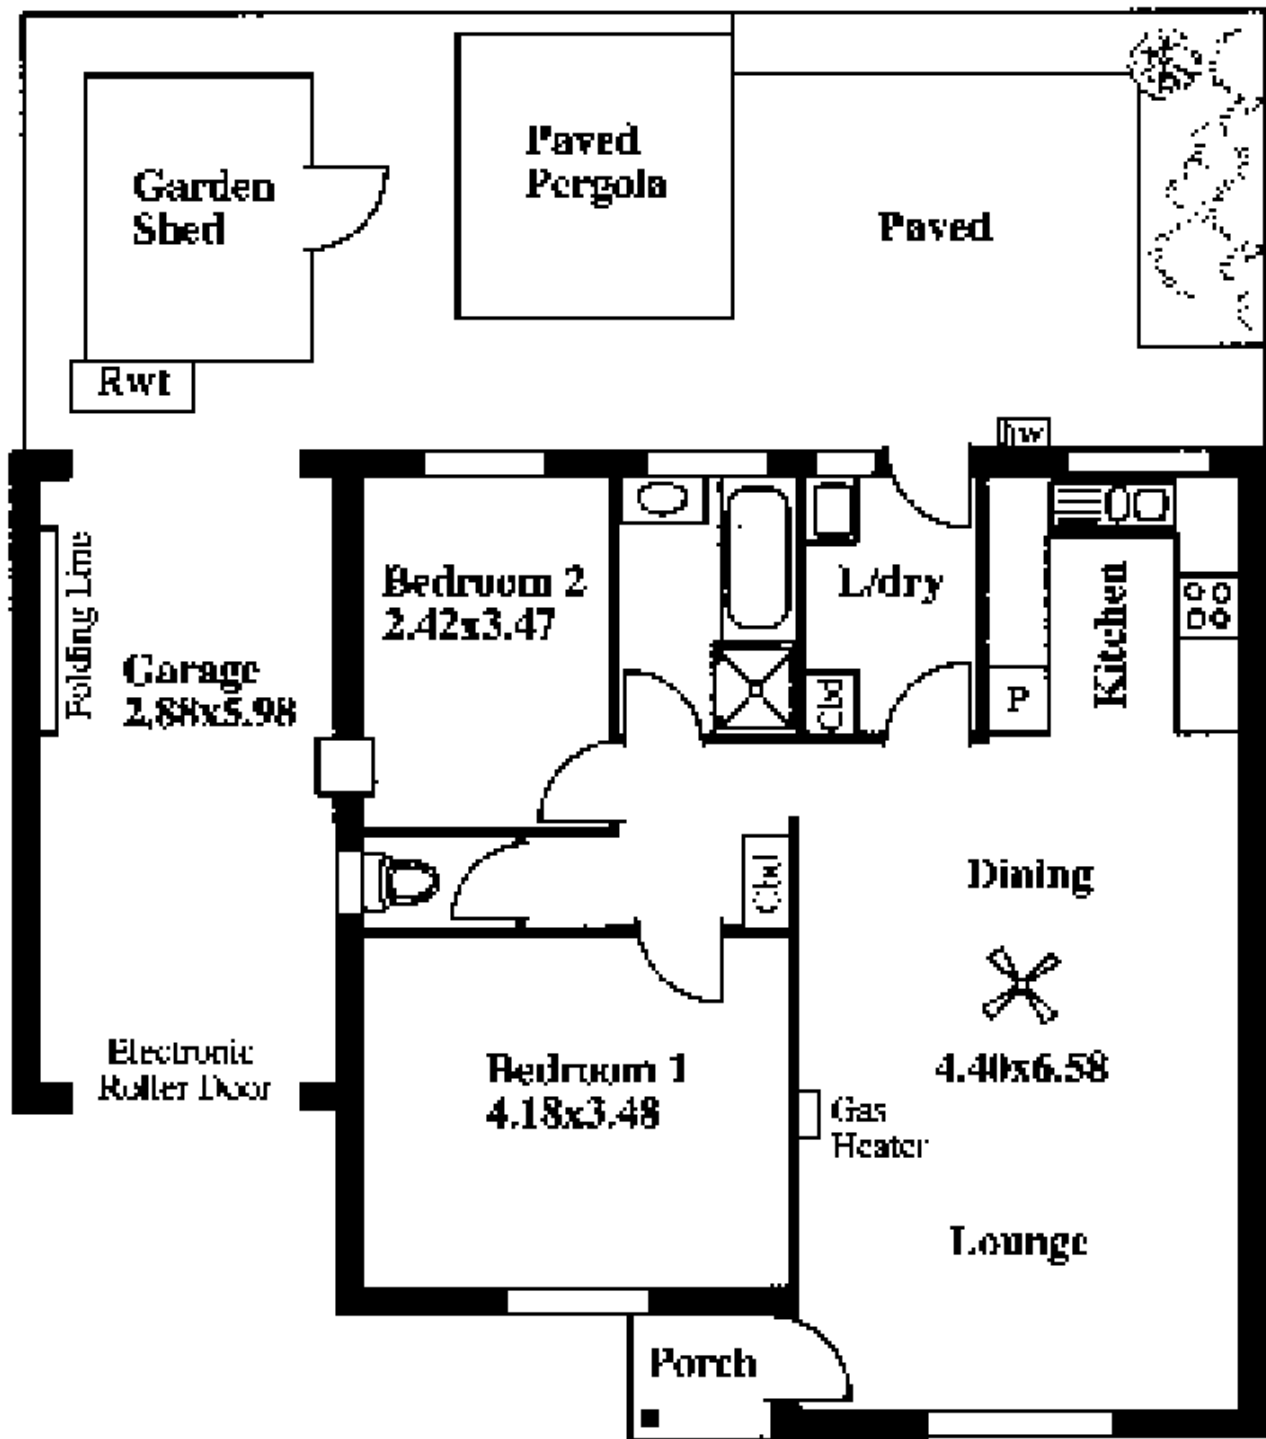 Garden
Shed
Paved
Pergola
Paved
Rwt
hw
Folding Line
Garage
2.88x5.98
Bedroom 2
2.42x3.47
L/dry
Cbd
P
Kitchen
Cbd
Dining
4.40x6.58
Electronic
Roller Door
Bedroom 1
4.18x3.48
Gas
Heater
Lounge
Porch